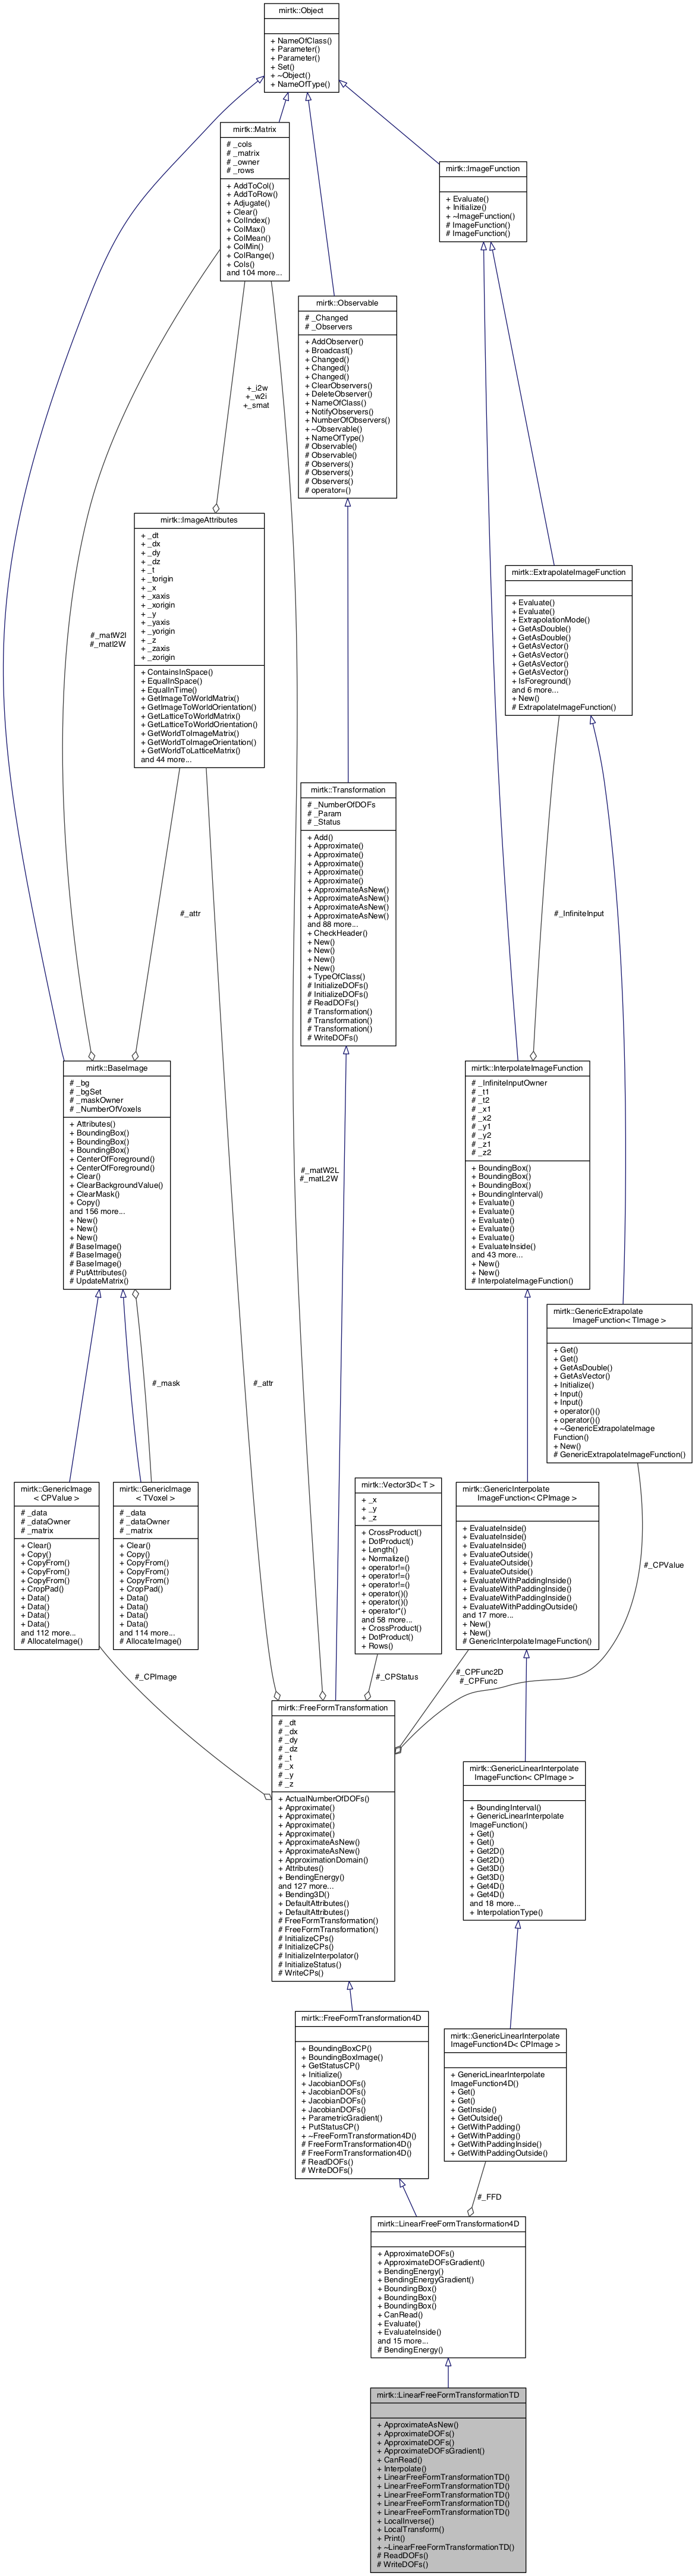 mirtk::Object
+ NameOfClass()
+ Parameter()
+ Parameter()
+ Set()
+ ~Object()
+ NameOfType()
mirtk::Matrix
# _cols
# _matrix
# _owner
# _rows
+ AddToCol()
+ AddToRow()
+ Adjugate()
+ Clear()
+ ColIndex()
+ ColMax()
+ ColMean()
+ ColMin()
+ ColRange()
+ Cols()
and 104 more...
mirtk::ImageFunction
+ Evaluate()
+ Initialize()
+ ~ImageFunction()
# ImageFunction()
# ImageFunction()
mirtk::Observable
# _Changed
# _Observers
+ AddObserver()
+ Broadcast()
+ Changed()
+ Changed()
+ Changed()
+ ClearObservers()
+ DeleteObserver()
+ NameOfClass()
+ NotifyObservers()
+ NumberOfObservers()
+ ~Observable()
+ NameOfType()
# Observable()
# Observable()
# Observers()
# Observers()
# Observers()
# operator=()
+_i2w
+_w2i
+_smat
mirtk::ImageAttributes
+ _dt
+ _dx
+ _dy
+ _dz
+ _t
+ _torigin
+ _x
+ _xaxis
+ _xorigin
+ _y
+ _yaxis
+ _yorigin
+ _z
+ _zaxis
+ _zorigin
+ ContainsInSpace()
+ EqualInSpace()
+ EqualInTime()
+ GetImageToWorldMatrix()
+ GetImageToWorldOrientation()
+ GetLatticeToWorldMatrix()
+ GetLatticeToWorldOrientation()
+ GetWorldToImageMatrix()
+ GetWorldToImageOrientation()
+ GetWorldToLatticeMatrix()
and 44 more...
#_matW2I
#_matI2W
mirtk::ExtrapolateImageFunction
+ Evaluate()
+ Evaluate()
+ ExtrapolationMode()
+ GetAsDouble()
+ GetAsDouble()
+ GetAsVector()
+ GetAsVector()
+ GetAsVector()
+ GetAsVector()
+ IsForeground()
and 6 more...
+ New()
# ExtrapolateImageFunction()
mirtk::Transformation
# _NumberOfDOFs
# _Param
# _Status
+ Add()
+ Approximate()
+ Approximate()
+ Approximate()
+ Approximate()
+ Approximate()
+ ApproximateAsNew()
+ ApproximateAsNew()
+ ApproximateAsNew()
+ ApproximateAsNew()
and 88 more...
+ CheckHeader()
+ New()
+ New()
+ New()
+ New()
+ TypeOfClass()
# InitializeDOFs()
# InitializeDOFs()
# ReadDOFs()
# Transformation()
# Transformation()
# Transformation()
# WriteDOFs()
#_attr
#_InfiniteInput
mirtk::BaseImage
# _bg
# _bgSet
# _maskOwner
# _NumberOfVoxels
+ Attributes()
+ BoundingBox()
+ BoundingBox()
+ BoundingBox()
+ CenterOfForeground()
+ CenterOfForeground()
+ Clear()
+ ClearBackgroundValue()
+ ClearMask()
+ Copy()
and 156 more...
+ New()
+ New()
+ New()
# BaseImage()
# BaseImage()
# BaseImage()
# PutAttributes()
# UpdateMatrix()
#_matW2L
#_matL2W
mirtk::InterpolateImageFunction
# _InfiniteInputOwner
# _t1
# _t2
# _x1
# _x2
# _y1
# _y2
# _z1
# _z2
+ BoundingBox()
+ BoundingBox()
+ BoundingBox()
+ BoundingInterval()
+ Evaluate()
+ Evaluate()
+ Evaluate()
+ Evaluate()
+ Evaluate()
+ EvaluateInside()
and 43 more...
+ New()
+ New()
# InterpolateImageFunction()
mirtk::GenericExtrapolate
ImageFunction< TImage >
+ Get()
+ Get()
+ GetAsDouble()
+ GetAsVector()
+ Initialize()
+ Input()
+ Input()
+ operator()()
+ operator()()
+ ~GenericExtrapolateImage
Function()
+ New()
# GenericExtrapolateImageFunction()
#_mask
#_attr
mirtk::GenericImage
< CPValue >
# _data
# _dataOwner
# _matrix
+ Clear()
+ Copy()
+ CopyFrom()
+ CopyFrom()
+ CopyFrom()
+ CropPad()
+ Data()
+ Data()
+ Data()
+ Data()
and 112 more...
# AllocateImage()
mirtk::GenericImage
< TVoxel >
# _data
# _dataOwner
# _matrix
+ Clear()
+ Copy()
+ CopyFrom()
+ CopyFrom()
+ CopyFrom()
+ CropPad()
+ Data()
+ Data()
+ Data()
+ Data()
and 114 more...
# AllocateImage()
mirtk::Vector3D< T >
+ _x
+ _y
+ _z
+ CrossProduct()
+ DotProduct()
+ Length()
+ Normalize()
+ operator!=()
+ operator!=()
+ operator!=()
+ operator()()
+ operator()()
+ operator*()
and 58 more...
+ CrossProduct()
+ DotProduct()
+ Rows()
mirtk::GenericInterpolate
ImageFunction< CPImage >
+ EvaluateInside()
+ EvaluateInside()
+ EvaluateInside()
+ EvaluateOutside()
+ EvaluateOutside()
+ EvaluateOutside()
+ EvaluateWithPaddingInside()
+ EvaluateWithPaddingInside()
+ EvaluateWithPaddingInside()
+ EvaluateWithPaddingOutside()
and 17 more...
+ New()
+ New()
# GenericInterpolateImageFunction()
#_CPValue
#_CPImage
#_CPStatus
#_CPFunc2D
#_CPFunc
mirtk::FreeFormTransformation
# _dt
# _dx
# _dy
# _dz
# _t
# _x
# _y
# _z
+ ActualNumberOfDOFs()
+ Approximate()
+ Approximate()
+ Approximate()
+ Approximate()
+ ApproximateAsNew()
+ ApproximateAsNew()
+ ApproximationDomain()
+ Attributes()
+ BendingEnergy()
and 127 more...
+ Bending3D()
+ DefaultAttributes()
+ DefaultAttributes()
# FreeFormTransformation()
# FreeFormTransformation()
# InitializeCPs()
# InitializeCPs()
# InitializeInterpolator()
# InitializeStatus()
# WriteCPs()
mirtk::GenericLinearInterpolate
ImageFunction< CPImage >
+ BoundingInterval()
+ GenericLinearInterpolate
ImageFunction()
+ Get()
+ Get()
+ Get2D()
+ Get2D()
+ Get3D()
+ Get3D()
+ Get4D()
+ Get4D()
and 18 more...
+ InterpolationType()
mirtk::FreeFormTransformation4D
+ BoundingBoxCP()
+ BoundingBoxImage()
+ GetStatusCP()
+ Initialize()
+ JacobianDOFs()
+ JacobianDOFs()
+ JacobianDOFs()
+ JacobianDOFs()
+ ParametricGradient()
+ PutStatusCP()
+ ~FreeFormTransformation4D()
# FreeFormTransformation4D()
# FreeFormTransformation4D()
# ReadDOFs()
# WriteDOFs()
mirtk::GenericLinearInterpolate
ImageFunction4D< CPImage >
+ GenericLinearInterpolate
ImageFunction4D()
+ Get()
+ Get()
+ GetInside()
+ GetOutside()
+ GetWithPadding()
+ GetWithPadding()
+ GetWithPaddingInside()
+ GetWithPaddingOutside()
#_FFD
mirtk::LinearFreeFormTransformation4D
+ ApproximateDOFs()
+ ApproximateDOFsGradient()
+ BendingEnergy()
+ BendingEnergyGradient()
+ BoundingBox()
+ BoundingBox()
+ BoundingBox()
+ CanRead()
+ Evaluate()
+ EvaluateInside()
and 15 more...
# BendingEnergy()
mirtk::LinearFreeFormTransformationTD
+ ApproximateAsNew()
+ ApproximateDOFs()
+ ApproximateDOFs()
+ ApproximateDOFsGradient()
+ CanRead()
+ Interpolate()
+ LinearFreeFormTransformationTD()
+ LinearFreeFormTransformationTD()
+ LinearFreeFormTransformationTD()
+ LinearFreeFormTransformationTD()
+ LinearFreeFormTransformationTD()
+ LocalInverse()
+ LocalTransform()
+ Print()
+ ~LinearFreeFormTransformationTD()
# ReadDOFs()
# WriteDOFs()